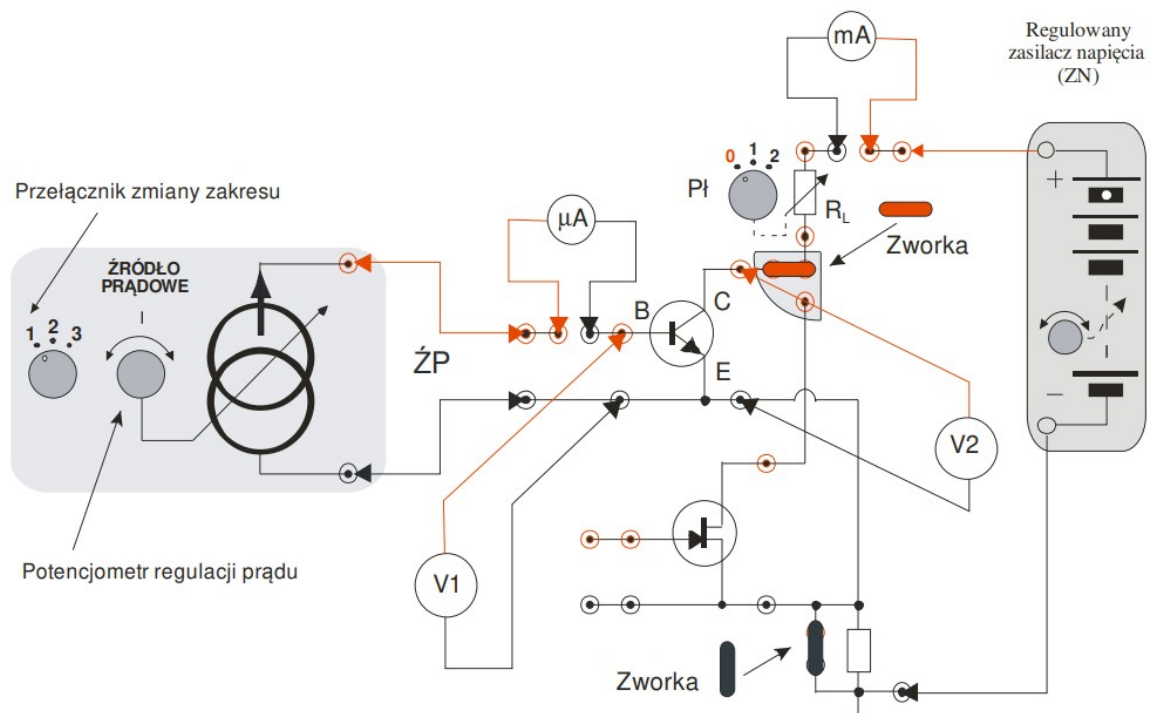 mA
Regulowany
zasilacz napięcia
(ZN)
0 1 2
Pł
R_L
Zworka
+
−
Przełącznik zmiany zakresu
ŹRÓDŁO
PRĄDOWE
I
1 2 3
µA
ŹP
B
C
E
V2
V1
Potencjometr regulacji prądu
Zworka